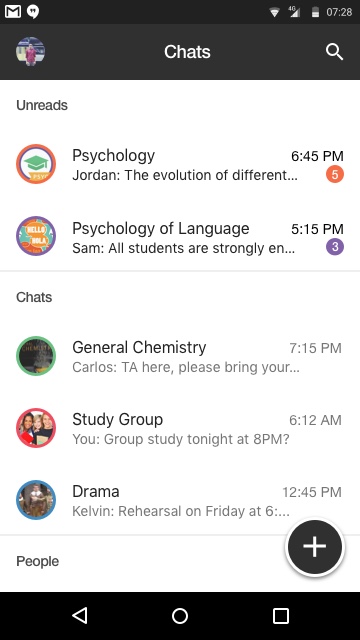 4G 07:28
Chats
Unreads
Psychology 6:45 PM
Jordan: The evolution of different... 5
HELLO HOLA
Psychology of Language 5:15 PM
Sam: All students are strongly en... 3
Chats
General Chemistry 7:15 PM
Carlos: TA here, please bring your...
Study Group 6:12 AM
You: Group study tonight at 8PM?
Drama 12:45 PM
Kelvin: Rehearsal on Friday at 6:...
People